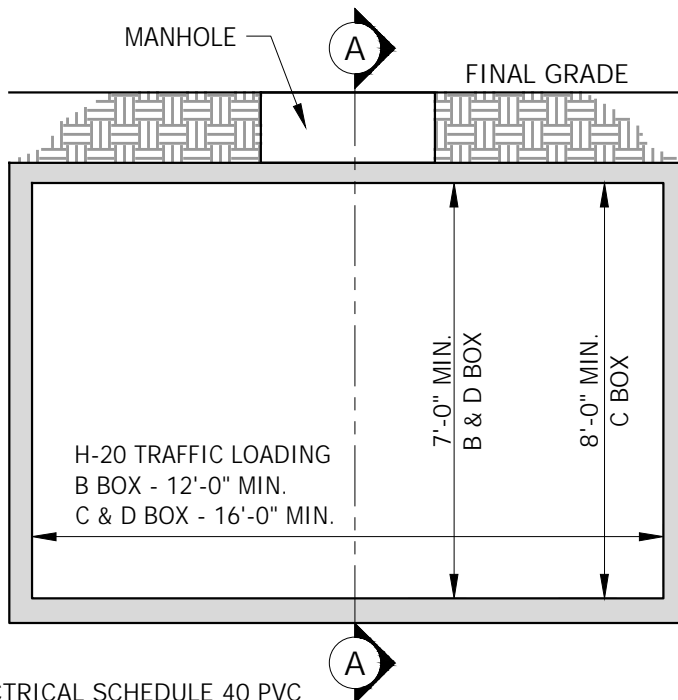 MANHOLE
A
FINAL GRADE
7'-0" MIN.
B & D BOX
8'-0" MIN.
C BOX
H-20 TRAFFIC LOADING
B BOX - 12'-0" MIN.
C & D BOX - 16'-0" MIN.
A
CTRICAL SCHEDULE 40 PVC